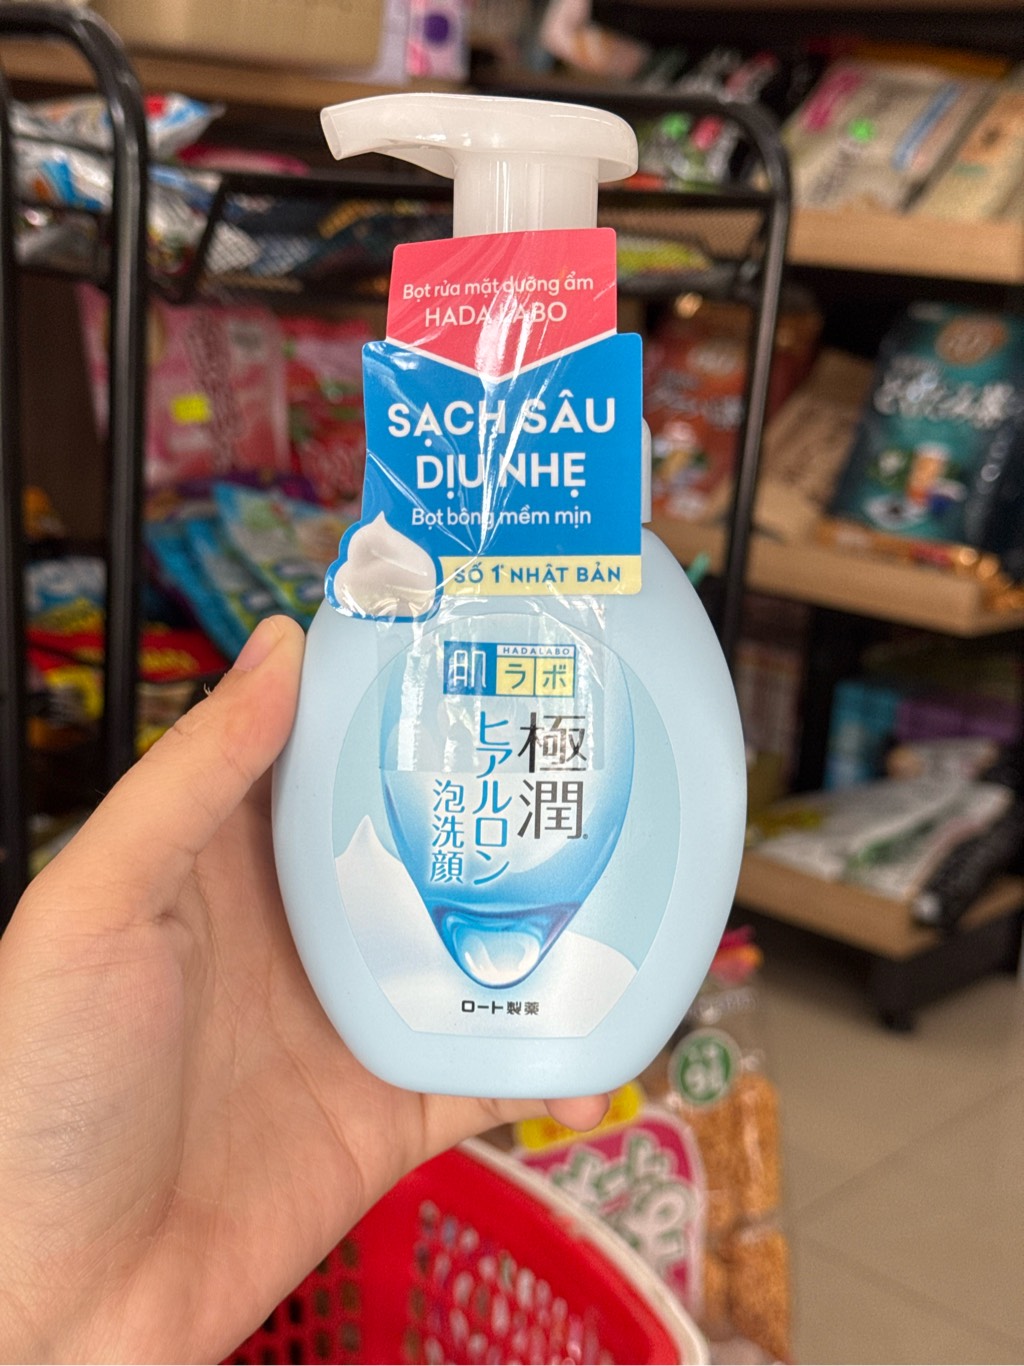 Bọt rửa mặt dưỡng ẩm
HADA LABO
SẠCH SÂU
DỊU NHẸ
Bọt bông mềm mịn
SỐ 1* NHẬT BẢN
HADALABO
肌ラボ
極潤®
ヒアルロン
泡洗顔
ロート製薬